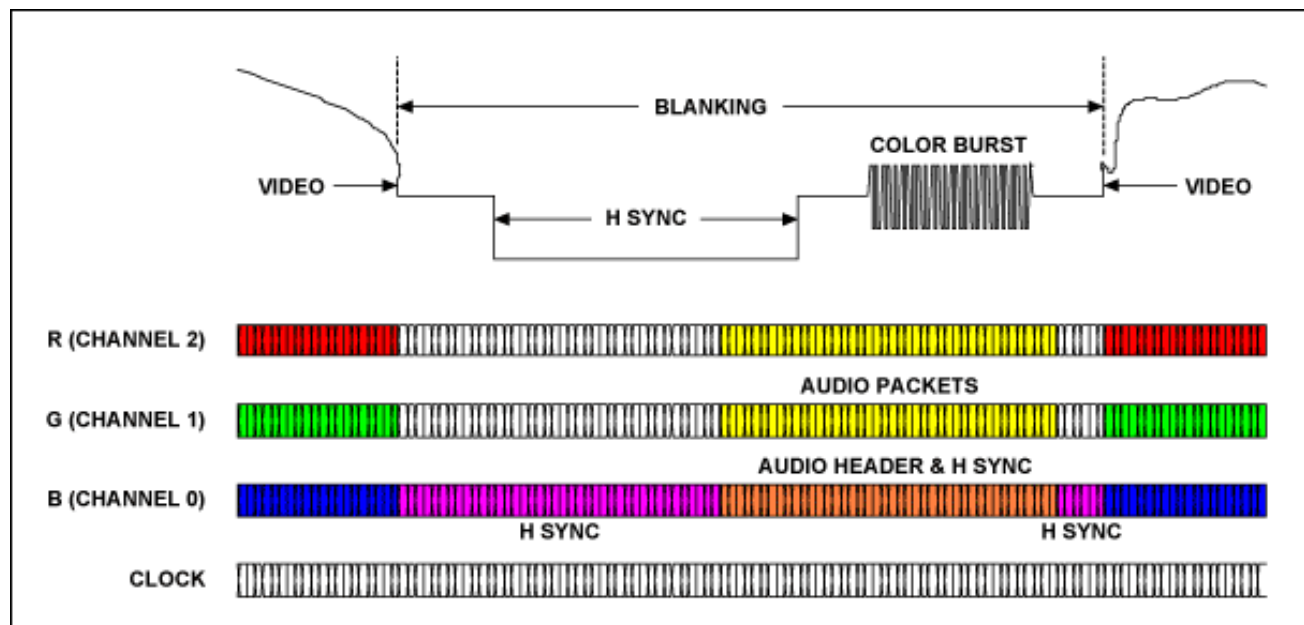 BLANKING
COLOR BURST
VIDEO
VIDEO
H SYNC
R (CHANNEL 2)
AUDIO PACKETS
G (CHANNEL 1)
AUDIO HEADER & H SYNC
B (CHANNEL 0)
H SYNC
H SYNC
CLOCK